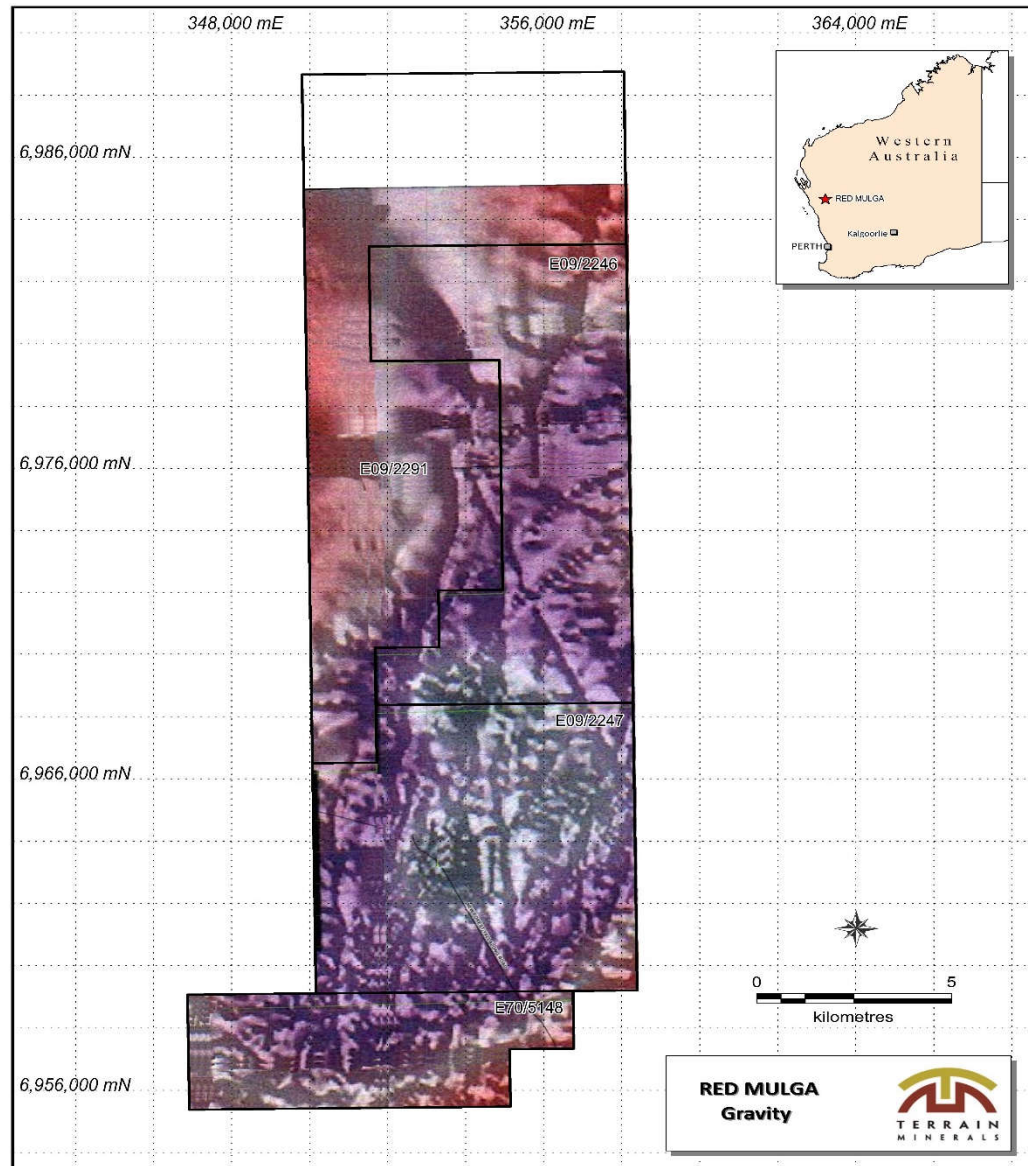 348,000 mE
356,000 mE
364,000 mE
6,986,000 mN
Western
Australia
RED MULGA
Kalgoorlie
PERTH
E09/2246
6,976,000 mN
E09/2291
E09/2247
6,966,000 mN
0 5
kilometres
E70/5148
6,956,000 mN
RED MULGA
Gravity
TERRAIN
MINERALS